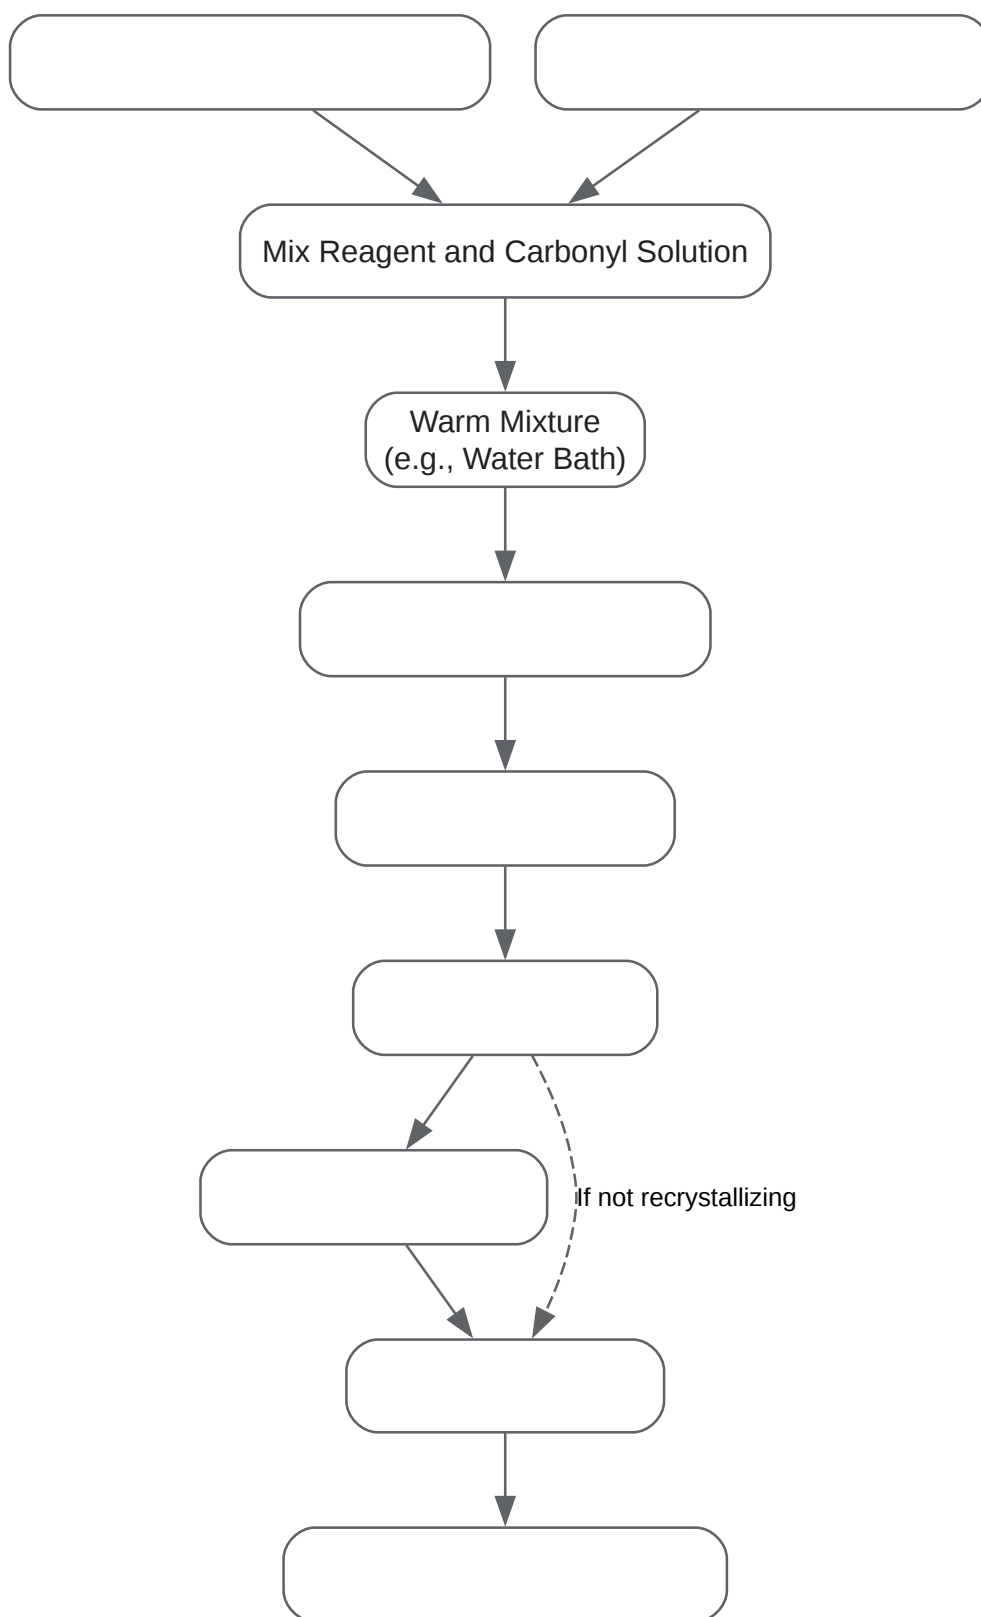 Mix Reagent and Carbonyl Solution
Warm Mixture
(e.g., Water Bath)
If not recrystallizing